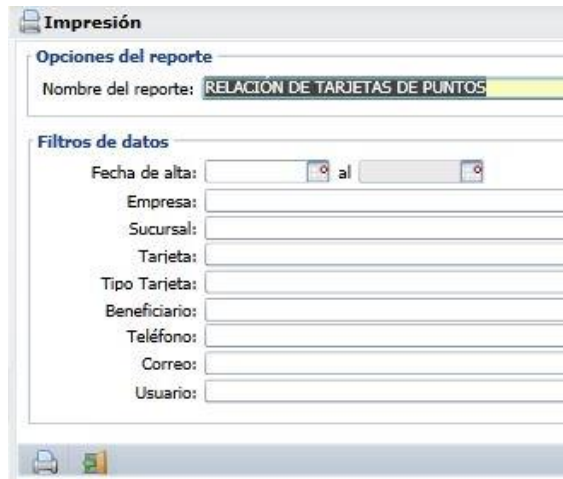 Impresión
Opciones del reporte
Nombre del reporte: RELACIÓN DE TARJETAS DE PUNTOS
Filtros de datos
Fecha de alta: al
Empresa:
Sucursal:
Tarjeta:
Tipo Tarjeta:
Beneficiario:
Teléfono:
Correo:
Usuario: